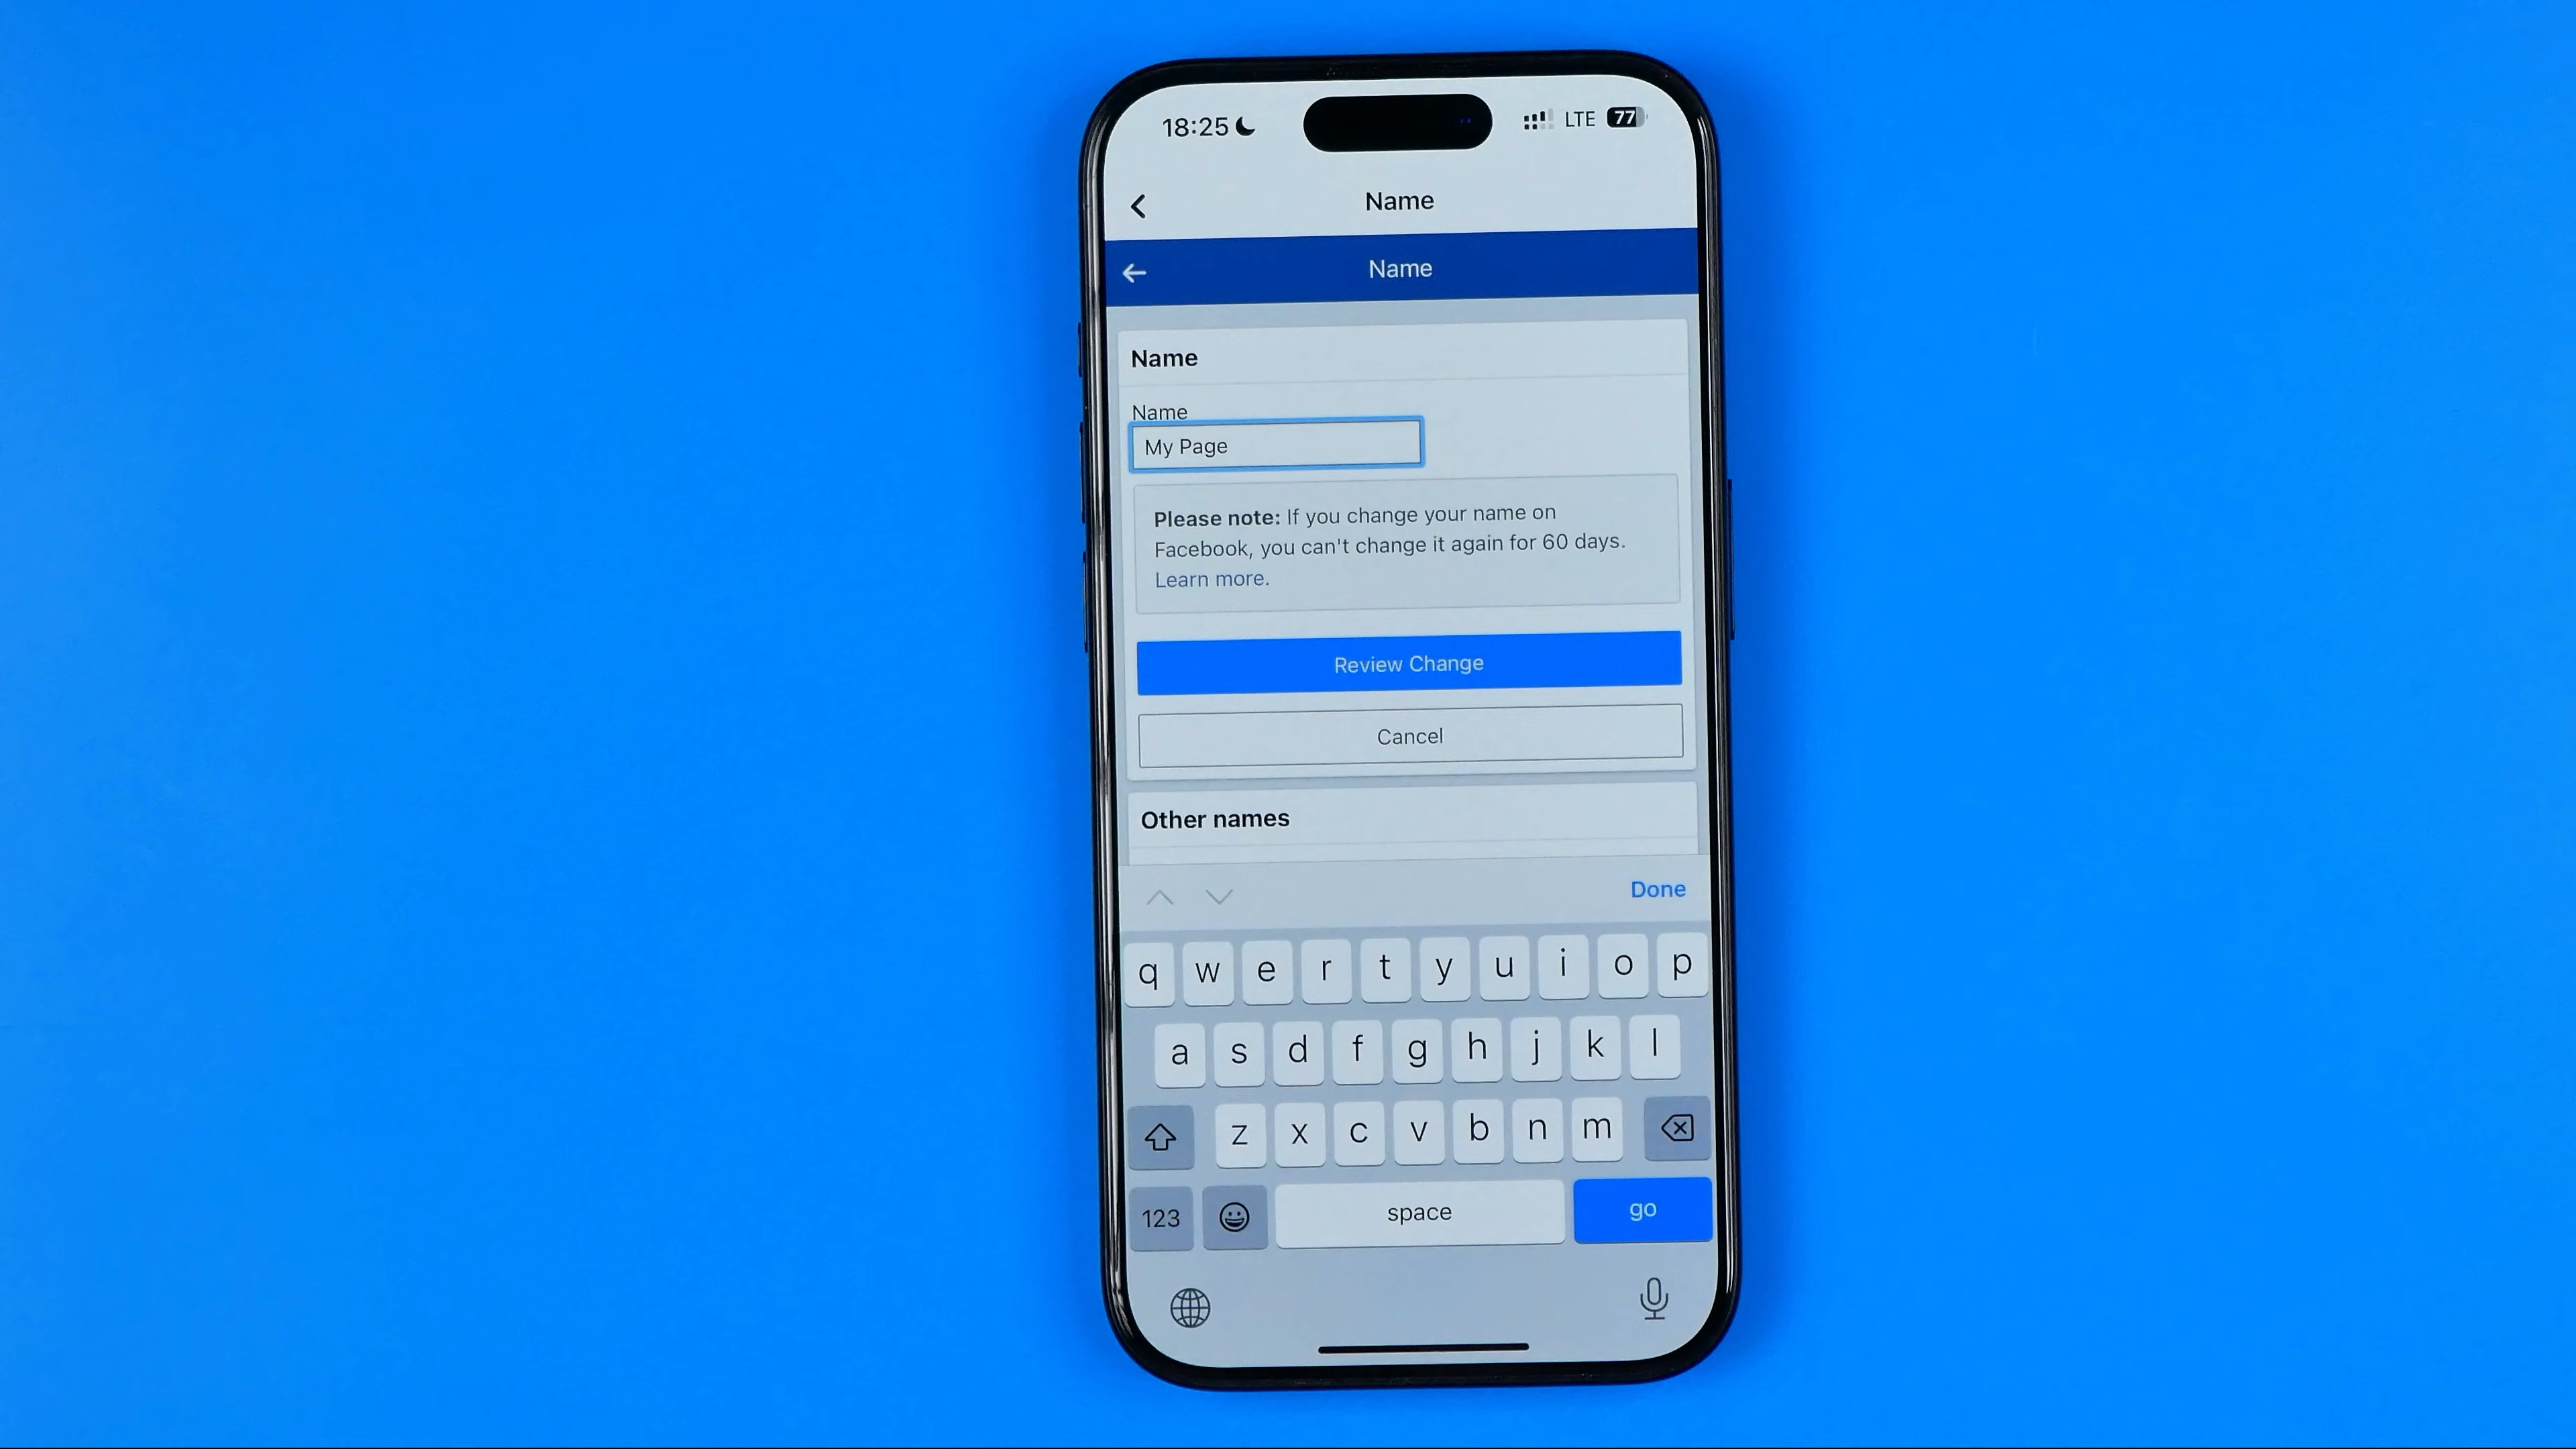 18:25 LTE 77
Name
Name
Name
Name
My Page
Please note: If you change your name on
Facebook, you can't change it again for 60 days.
Learn more.
Review Change
Cancel
Other names
Done
q w e r t y u i o p
a s d f g h j k l
z x c v b n m
123 space go